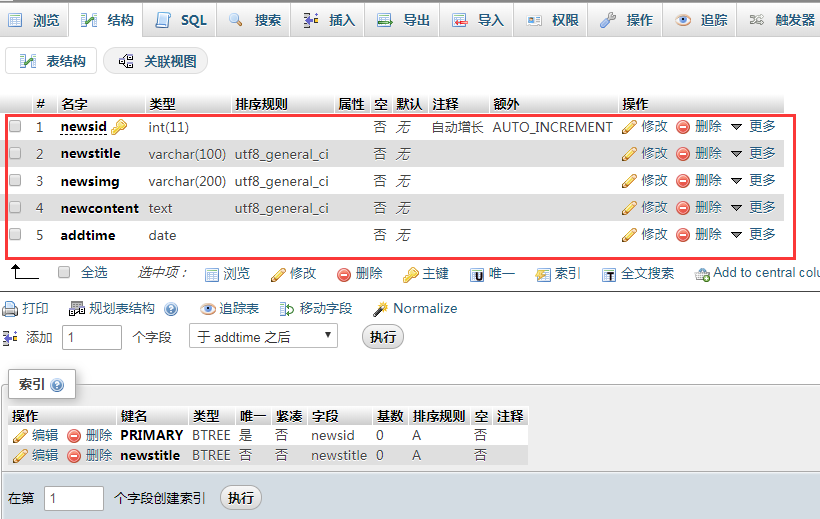 浏览 结构 SQL 搜索 插入 导出 导入 权限 操作 追踪 触发器
表结构 关联视图
# 名字 类型 排序规则 属性 空 默认 注释 额外 操作
1 newsid int(11) 否 无 自动增长 AUTO_INCREMENT 修改 删除 更多
2 newstitle varchar(100) utf8_general_ci 否 无 修改 删除 更多
3 newsimg varchar(200) utf8_general_ci 否 无 修改 删除 更多
4 newcontent text utf8_general_ci 否 无 修改 删除 更多
5 addtime date 否 无 修改 删除 更多
全选 选中项: 浏览 修改 删除 主键 唯一 索引 全文搜索 Add to central colu
打印 规划表结构 追踪表 移动字段 Normalize
添加 1 个字段 于 addtime 之后 执行
索引
操作 键名 类型 唯一 紧凑 字段 基数 排序规则 空 注释
编辑 删除 PRIMARY BTREE 是 否 newsid 0 A 否
编辑 删除 newstitle BTREE 否 否 newstitle 0 A 否
在第 1 个字段创建索引 执行